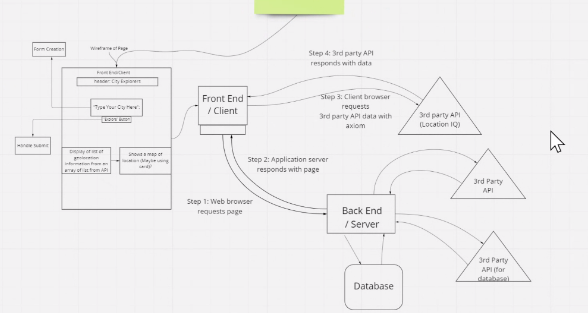 Form Creation
Wireframe of Page
Front End/Client
header: City Explorers
"Type Your City Here".
"Explore" Button
Handle Submit
Display of list of
geolocation
information from an
array of list from API
Shows a map of
location (Maybe using
card)?
Front End
/ Client
Step 4: 3rd party API
responds with data
Step 3: Client browser
requests
3rd party API data with
axiom
3rd party API
(Location IQ)
Step 2: Application server
responds with page
Step 1: Web browser
requests page
3rd Party
API
Back End
/ Server
3rd Party
API (for
database)
Database